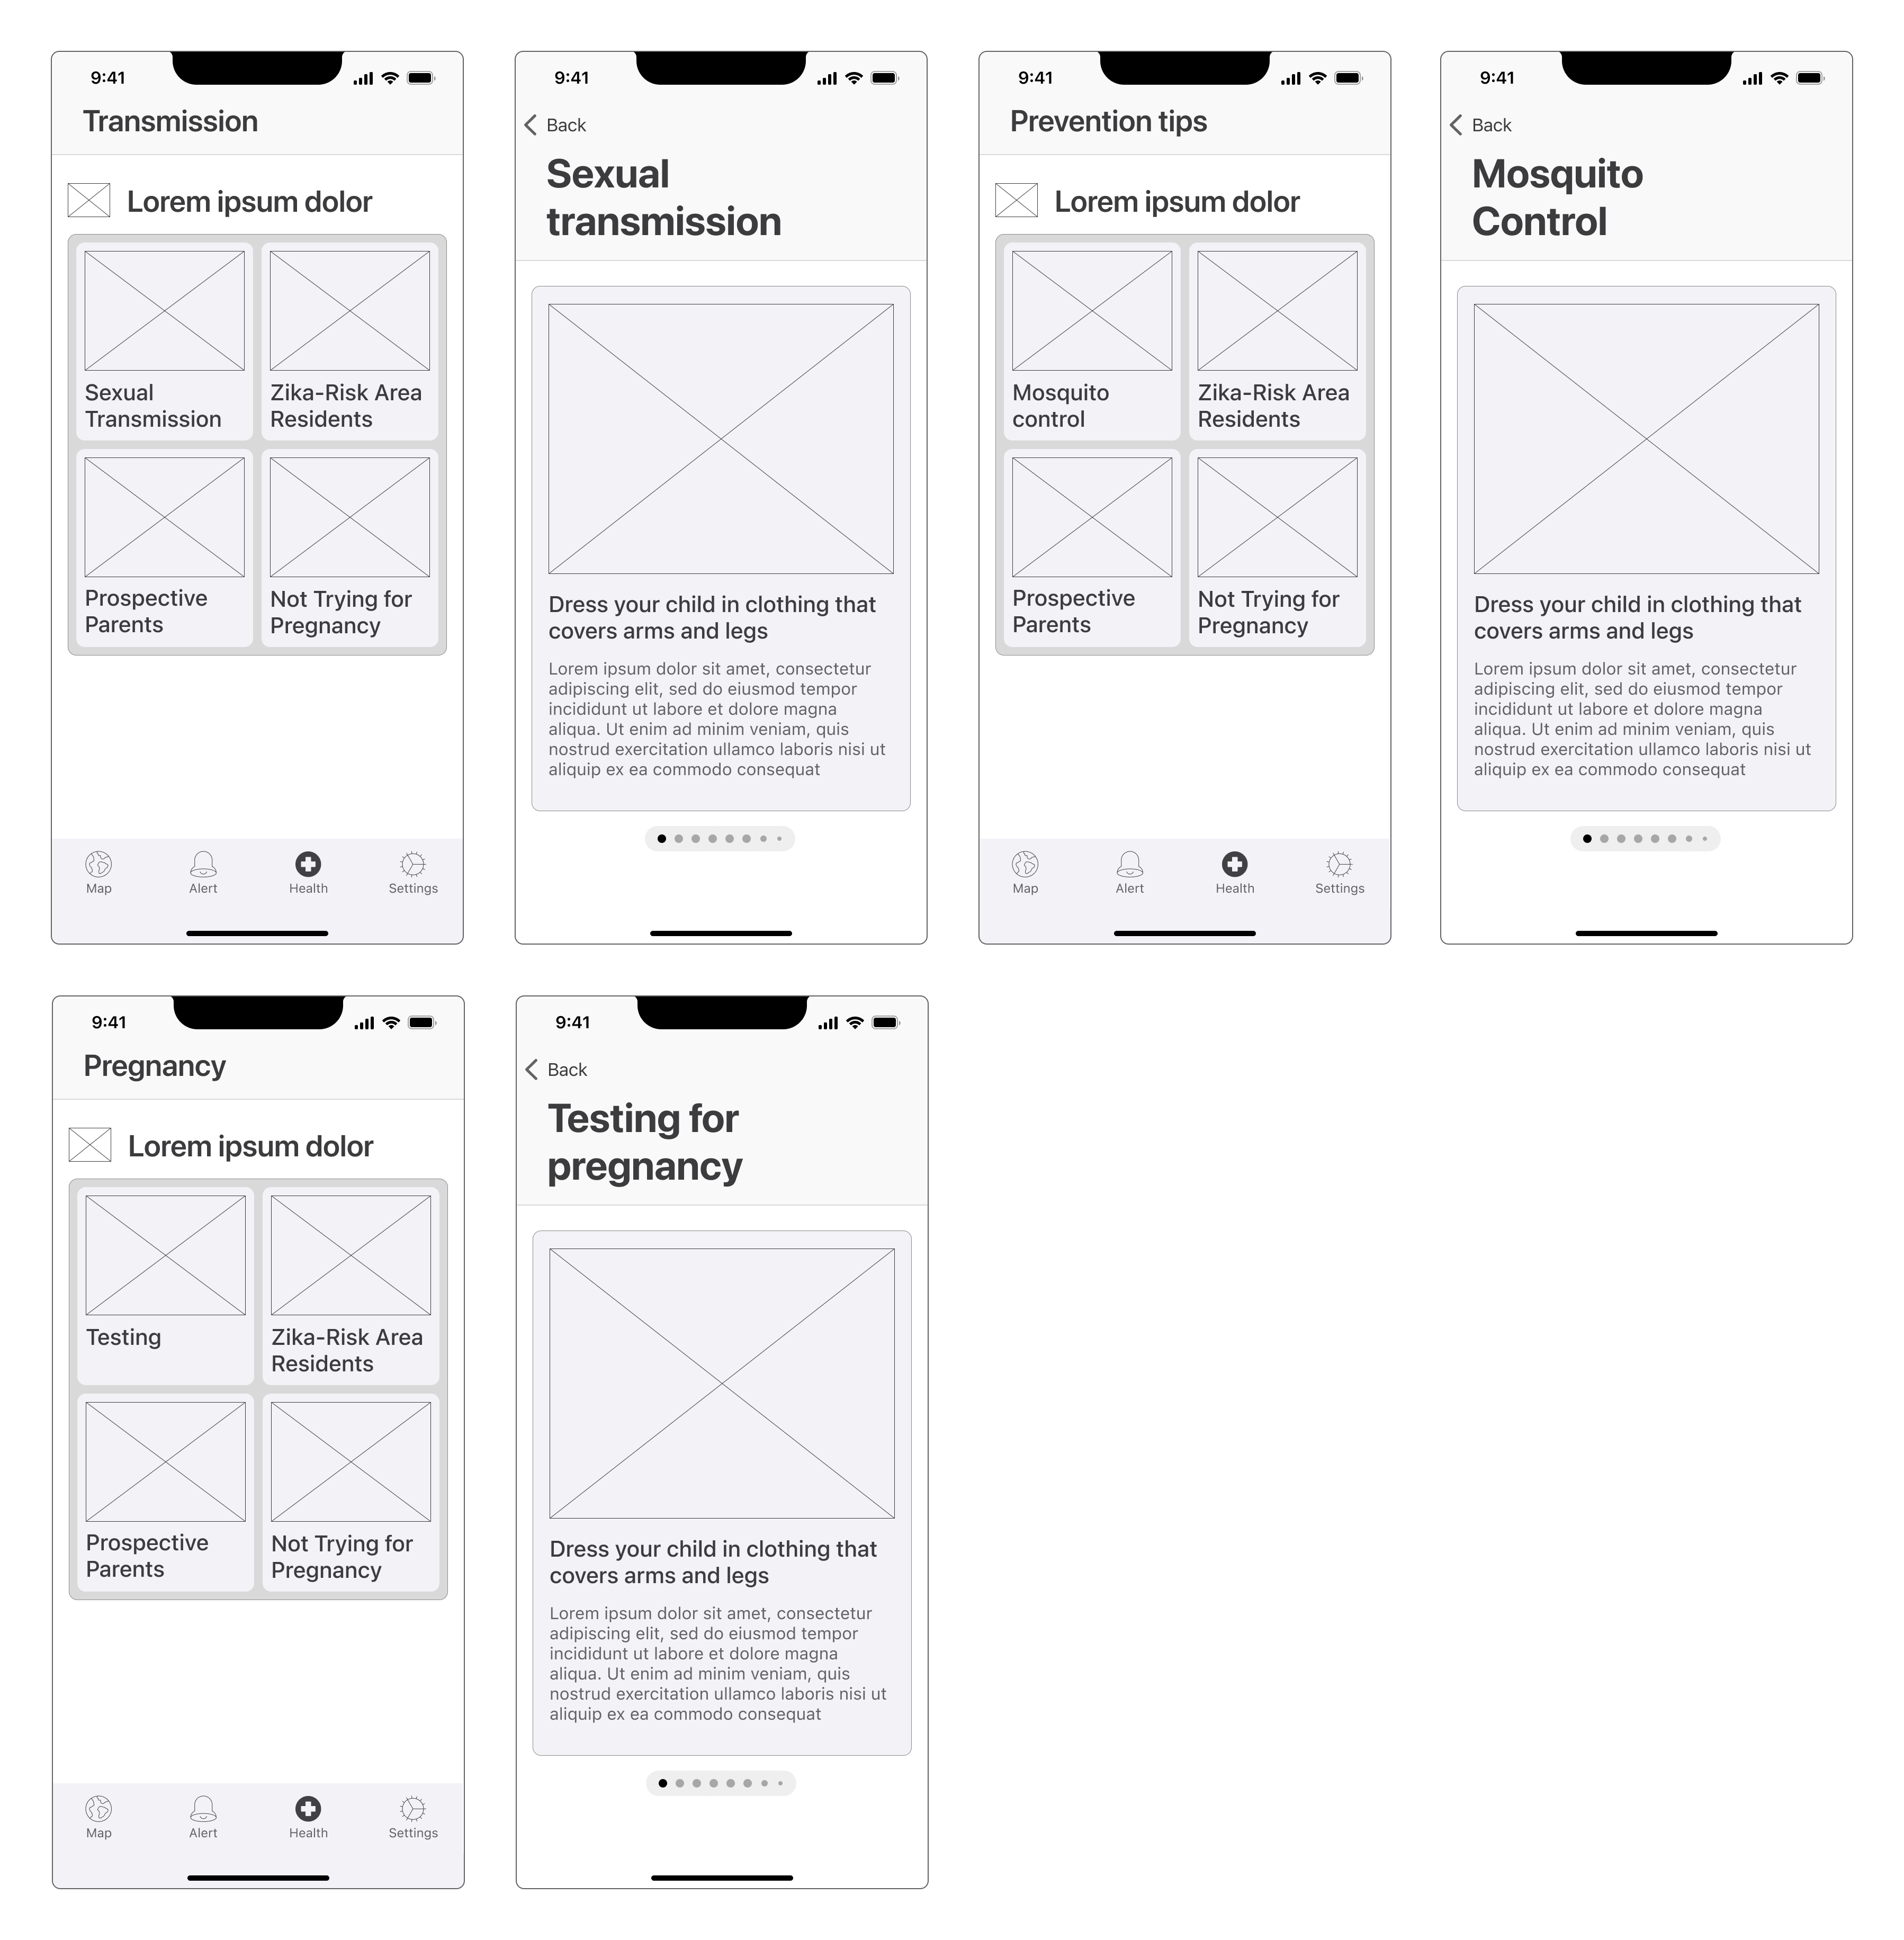 9:41
Transmission
Lorem ipsum dolor
Sexual
Transmission
Zika-Risk Area
Residents
Prospective
Parents
Not Trying for
Pregnancy
Map
Alert
Health
Settings
9:41
Back
Sexual
transmission
Dress your child in clothing that
covers arms and legs
Lorem ipsum dolor sit amet, consectetur
adipiscing elit, sed do eiusmod tempor
incididunt ut labore et dolore magna
aliqua. Ut enim ad minim veniam, quis
nostrud exercitation ullamco laboris nisi ut
aliquip ex ea commodo consequat
9:41
Prevention tips
Lorem ipsum dolor
Mosquito
control
Zika-Risk Area
Residents
Prospective
Parents
Not Trying for
Pregnancy
Map
Alert
Health
Settings
9:41
Back
Mosquito
Control
Dress your child in clothing that
covers arms and legs
Lorem ipsum dolor sit amet, consectetur
adipiscing elit, sed do eiusmod tempor
incididunt ut labore et dolore magna
aliqua. Ut enim ad minim veniam, quis
nostrud exercitation ullamco laboris nisi ut
aliquip ex ea commodo consequat
9:41
Pregnancy
Lorem ipsum dolor
Testing
Zika-Risk Area
Residents
Prospective
Parents
Not Trying for
Pregnancy
Map
Alert
Health
Settings
9:41
Back
Testing for
pregnancy
Dress your child in clothing that
covers arms and legs
Lorem ipsum dolor sit amet, consectetur
adipiscing elit, sed do eiusmod tempor
incididunt ut labore et dolore magna
aliqua. Ut enim ad minim veniam, quis
nostrud exercitation ullamco laboris nisi ut
aliquip ex ea commodo consequat